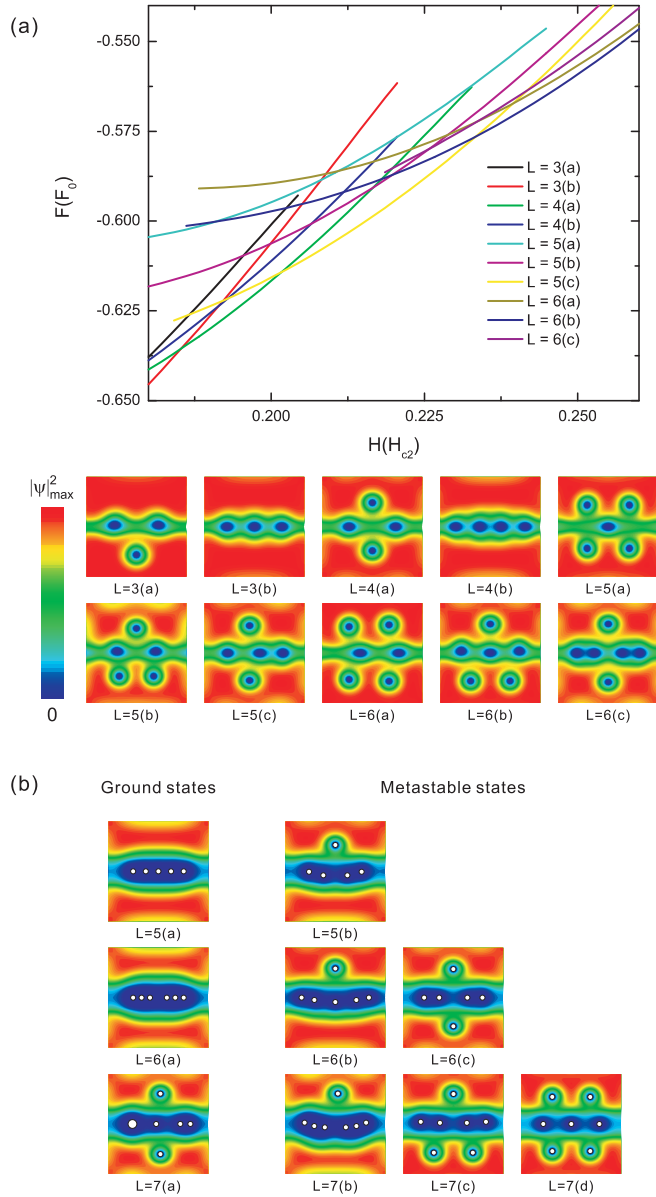 (a)
-0.550
-0.575
-0.600
-0.625
-0.650
F(F0)
0.200 0.225 0.250
H(Hc2)
L = 3(a)
L = 3(b)
L = 4(a)
L = 4(b)
L = 5(a)
L = 5(b)
L = 5(c)
L = 6(a)
L = 6(b)
L = 6(c)
|ψ|²max
0
L=3(a) L=3(b) L=4(a) L=4(b) L=5(a)
L=5(b) L=5(c) L=6(a) L=6(b) L=6(c)
(b)
Ground states Metastable states
L=5(a) L=5(b)
L=6(a) L=6(b) L=6(c)
L=7(a) L=7(b) L=7(c) L=7(d)